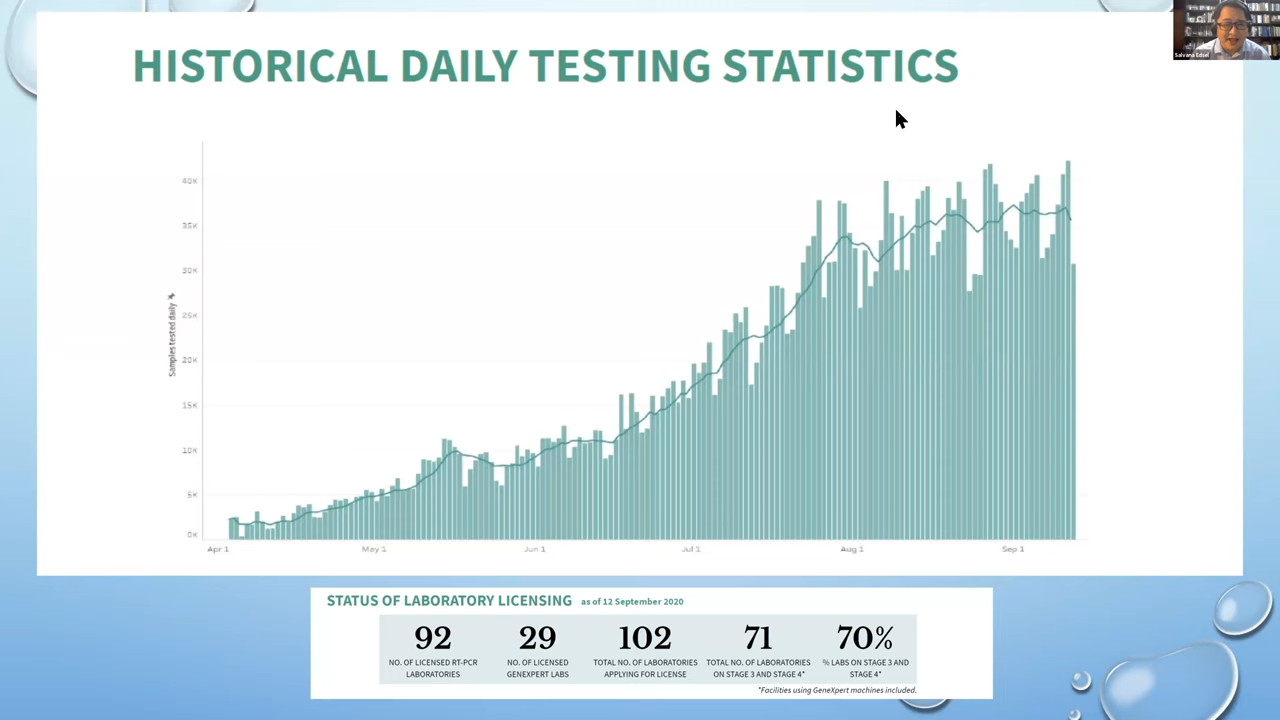 Salvana Edsel
HISTORICAL DAILY TESTING STATISTICS
Samples tested daily
40K
35K
30K
25K
20K
15K
10K
5K
0K
Apr 1 May 1 Jun 1 Jul 1 Aug 1 Sep 1
STATUS OF LABORATORY LICENSING as of 12 September 2020
92 29 102 71 70%
NO. OF LICENSED RT-PCR NO. OF LICENSED TOTAL NO. OF LABORATORIES TOTAL NO. OF LABORATORIES % LABS ON STAGE 3 AND
LABORATORIES GENEXPERT LABS APPLYING FOR LICENSE ON STAGE 3 AND STAGE 4* STAGE 4*
*Facilities using GeneXpert machines included.